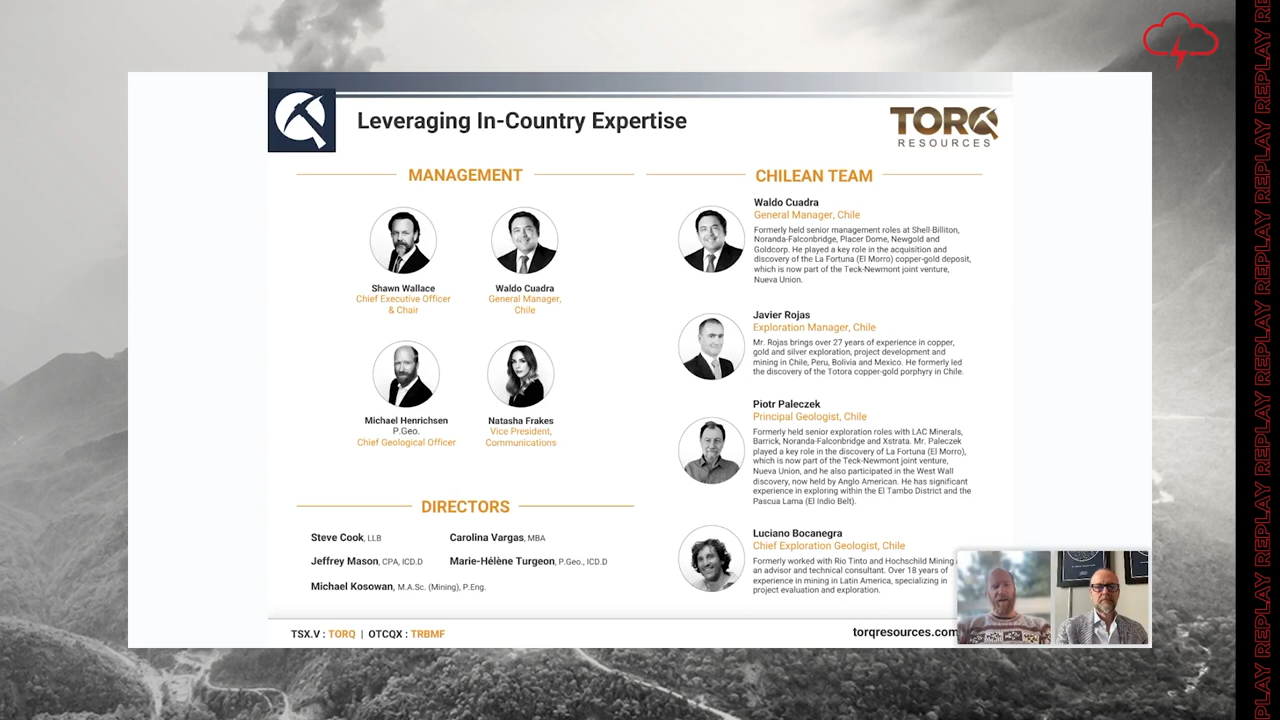 Leveraging In-Country Expertise
TORQ
RESOURCES
MANAGEMENT
Shawn Wallace
Chief Executive Officer
& Chair
Waldo Cuadra
General Manager,
Chile
Michael Henrichsen
P.Geo.
Chief Geological Officer
Natasha Frakes
Vice President,
Communications
DIRECTORS
Steve Cook, LLB
Carolina Vargas, MBA
Jeffrey Mason, CPA, ICD.D
Marie-Hélène Turgeon, P.Geo., ICD.D
Michael Kosowan, M.A.Sc. (Mining), P.Eng.
CHILEAN TEAM
Waldo Cuadra
General Manager, Chile
Formerly held senior management roles at Shell-Billiton,
Noranda-Falconbridge, Placer Dome, Newgold and
Goldcorp. He played a key role in the acquisition and
discovery of the La Fortuna (El Morro) copper-gold deposit,
which is now part of the Teck-Newmont joint venture,
Nueva Union.
Javier Rojas
Exploration Manager, Chile
Mr. Rojas brings over 27 years of experience in copper,
gold and silver exploration, project development and
mining in Chile, Peru, Bolivia and Mexico. He formerly led
the discovery of the Totora copper-gold porphyry in Chile.
Piotr Paleczek
Principal Geologist, Chile
Formerly held senior exploration roles with LAC Minerals,
Barrick, Noranda-Falconbridge and Xstrata. Mr. Paleczek
played a key role in the discovery of La Fortuna (El Morro),
which is now part of the Teck-Newmont joint venture,
Nueva Union, and he also participated in the West Wall
discovery, now held by Anglo American. He has significant
experience in exploring within the El Tambo District and the
Pascua Lama (El Indio Belt).
Luciano Bocanegra
Chief Exploration Geologist, Chile
Formerly worked with Rio Tinto and Hochschild Mining
an advisor and technical consultant. Over 18 years of
experience in mining in Latin America, specializing in
project evaluation and exploration.
TSX.V : TORQ | OTCQX : TRBMF
torqresources.com
REPLAY REPLAY REPLAY REPLAY REPLAY REPLAY REPLAY REPLAY